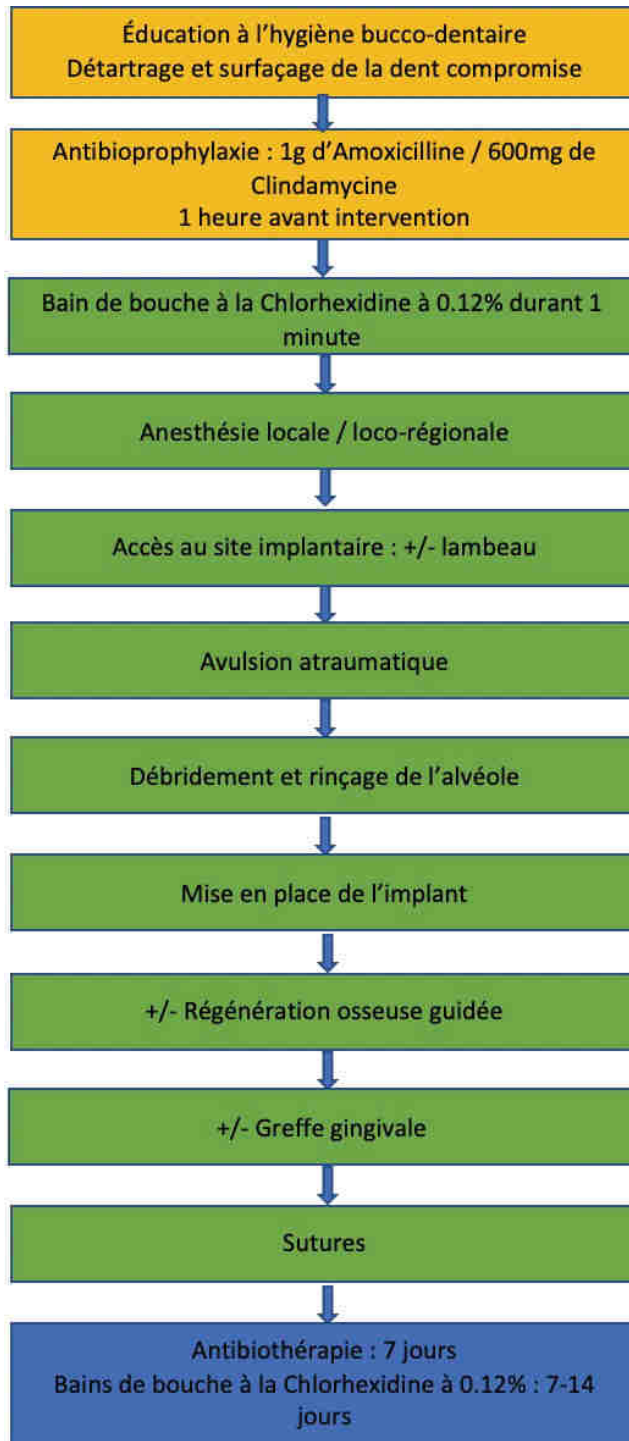 Éducation à l’hygiène bucco-dentaire
Détartrage et surfaçage de la dent compromise
Antibioprophylaxie : 1g d’Amoxicilline / 600mg de
Clindamycine
1 heure avant intervention
Bain de bouche à la Chlorhexidine à 0.12% durant 1
minute
Anesthésie locale / loco-régionale
Accès au site implantaire : +/- lambeau
Avulsion atraumatique
Débridement et rinçage de l’alvéole
Mise en place de l’implant
+/- Régénération osseuse guidée
+/- Greffe gingivale
Sutures
Antibiothérapie : 7 jours
Bains de bouche à la Chlorhexidine à 0.12% : 7-14
jours